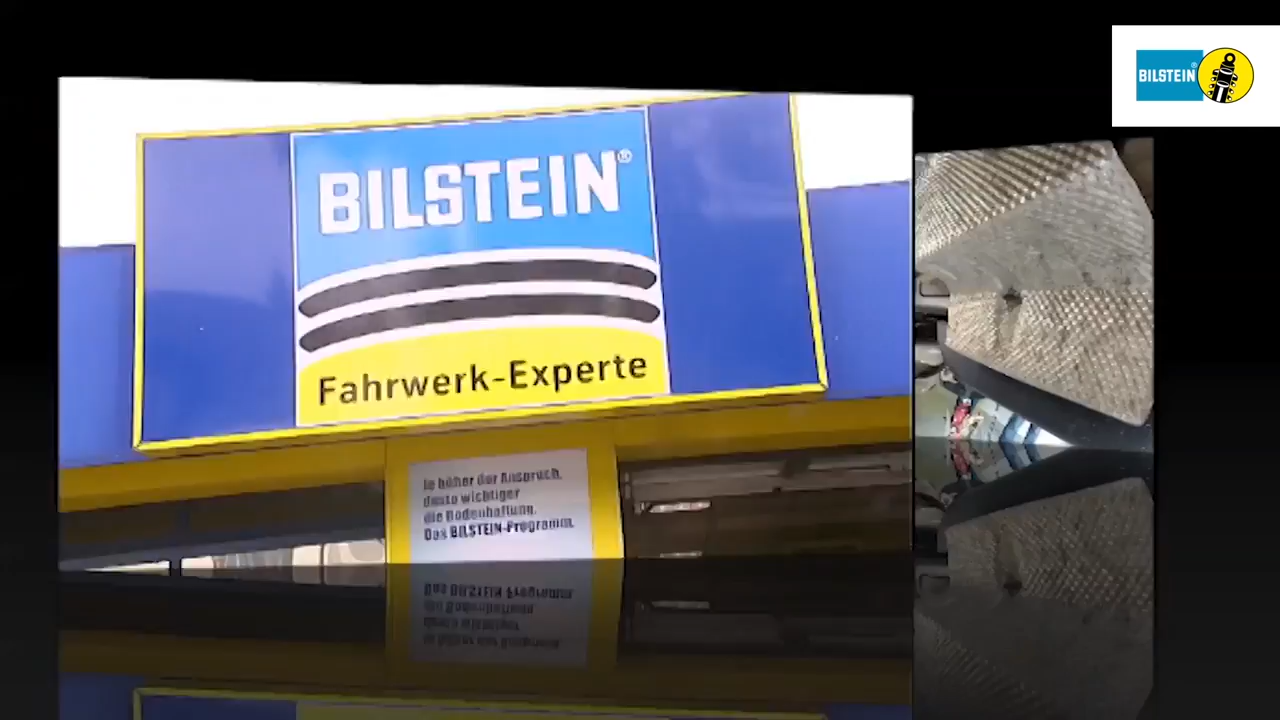 BILSTEIN®
BILSTEIN®
Fahrwerk-Experte
Je höher der Anspruch,
desto wichtiger
die Bodenhaftung.
Das BILSTEIN-Programm.